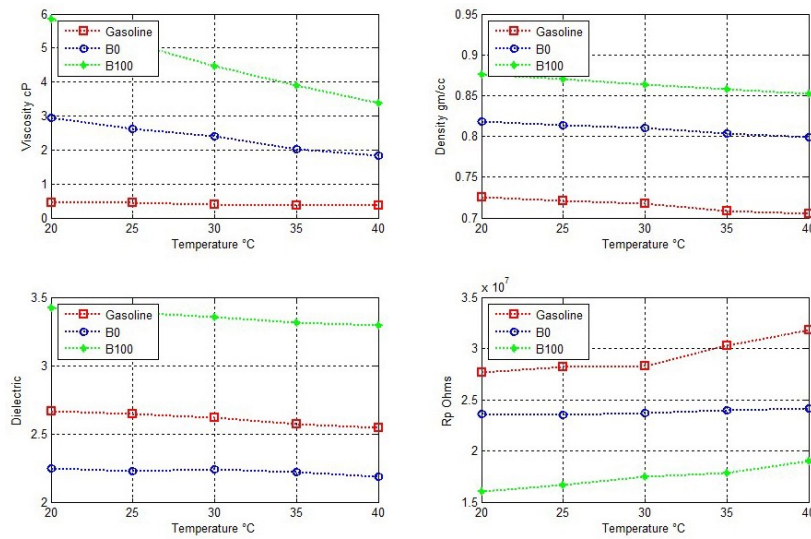 6
5
4
3
2
1
0
20
25
30
35
40
Viscosity cP
Temperature °C
Gasoline
B0
B100
0.95
0.9
0.85
0.8
0.75
0.7
20
25
30
35
40
Density gm/cc
Temperature °C
Gasoline
B0
B100
3.5
3
2.5
2
20
25
30
35
40
Dielectric
Temperature °C
Gasoline
B0
B100
x 10^7
3.5
3
2.5
2
1.5
20
25
30
35
40
Rp Ohms
Temperature °C
Gasoline
B0
B100